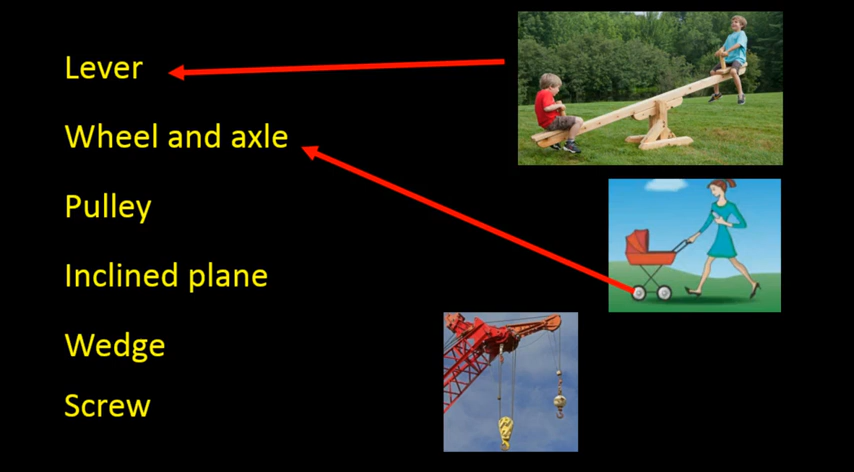 Lever
Wheel and axle
Pulley
Inclined plane
Wedge
Screw